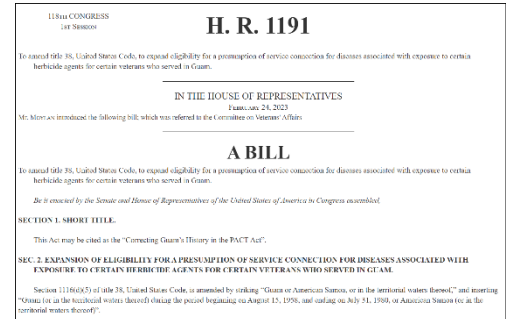 118TH CONGRESS
1ST SESSION
H. R. 1191
To amend title 38, United States Code, to expand eligibility for a presumption of service connection for diseases associated with exposure to certain
herbicide agents for certain veterans who served in Guam.
IN THE HOUSE OF REPRESENTATIVES
FEBRUARY 24, 2023
Mr. MOYLAN introduced the following bill; which was referred to the Committee on Veterans' Affairs
A BILL
To amend title 38, United States Code, to expand eligibility for a presumption of service connection for diseases associated with exposure to certain
herbicide agents for certain veterans who served in Guam.
Be it enacted by the Senate and House of Representatives of the United States of America in Congress assembled,
SECTION 1. SHORT TITLE.
This Act may be cited as the "Correcting Guam's History in the PACT Act".
SEC. 2. EXPANSION OF ELIGIBILITY FOR A PRESUMPTION OF SERVICE CONNECTION FOR DISEASES ASSOCIATED WITH
EXPOSURE TO CERTAIN HERBICIDE AGENTS FOR CERTAIN VETERANS WHO SERVED IN GUAM.
Section 1116(d)(5) of title 38, United States Code, is amended by striking "Guam or American Samoa, or in the territorial waters thereof," and inserting
"Guam (or in the territorial waters thereof) during the period beginning on August 15, 1958, and ending on July 31, 1980, or American Samoa (or in the
territorial waters thereof)".